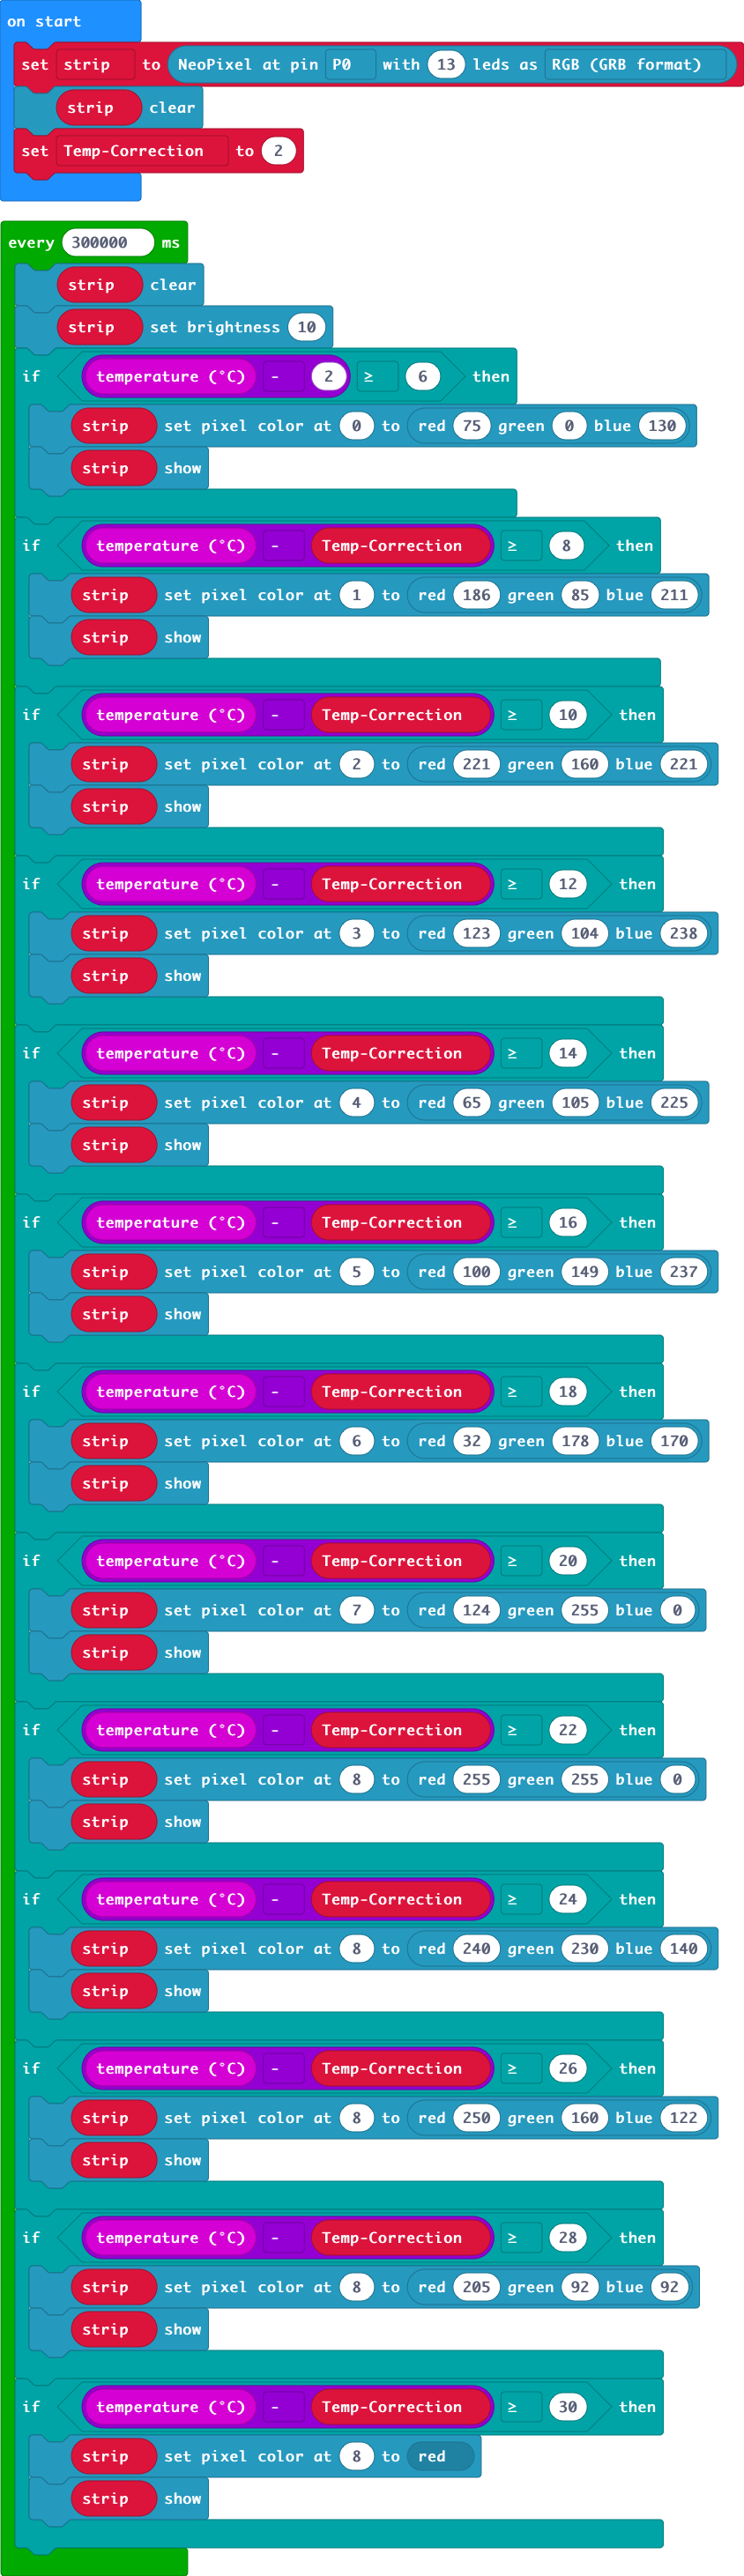 on start
set strip to NeoPixel at pin P0 with 13 leds as RGB (GRB format)
strip clear
set Temp-Correction to 2
every 300000 ms
strip clear
strip set brightness 10
if temperature (°C) - 2 ≥ 6 then
strip set pixel color at 0 to red 75 green 0 blue 130
strip show
if temperature (°C) - Temp-Correction ≥ 8 then
strip set pixel color at 1 to red 186 green 85 blue 211
strip show
if temperature (°C) - Temp-Correction ≥ 10 then
strip set pixel color at 2 to red 221 green 160 blue 221
strip show
if temperature (°C) - Temp-Correction ≥ 12 then
strip set pixel color at 3 to red 123 green 104 blue 238
strip show
if temperature (°C) - Temp-Correction ≥ 14 then
strip set pixel color at 4 to red 65 green 105 blue 225
strip show
if temperature (°C) - Temp-Correction ≥ 16 then
strip set pixel color at 5 to red 100 green 149 blue 237
strip show
if temperature (°C) - Temp-Correction ≥ 18 then
strip set pixel color at 6 to red 32 green 178 blue 170
strip show
if temperature (°C) - Temp-Correction ≥ 20 then
strip set pixel color at 7 to red 124 green 255 blue 0
strip show
if temperature (°C) - Temp-Correction ≥ 22 then
strip set pixel color at 8 to red 255 green 255 blue 0
strip show
if temperature (°C) - Temp-Correction ≥ 24 then
strip set pixel color at 8 to red 240 green 230 blue 140
strip show
if temperature (°C) - Temp-Correction ≥ 26 then
strip set pixel color at 8 to red 250 green 160 blue 122
strip show
if temperature (°C) - Temp-Correction ≥ 28 then
strip set pixel color at 8 to red 205 green 92 blue 92
strip show
if temperature (°C) - Temp-Correction ≥ 30 then
strip set pixel color at 8 to red
strip show